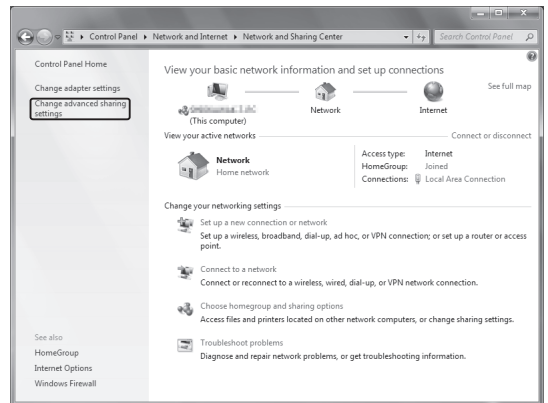 Control Panel ▸ Network and Internet ▸ Network and Sharing Center
Search Control Panel
Control Panel Home
Change adapter settings
Change advanced sharing
settings
See also
HomeGroup
Internet Options
Windows Firewall
View your basic network information and set up connections
See full map
(This computer)
Network
Internet
View your active networks
Connect or disconnect
Network
Home network
Access type: Internet
HomeGroup: Joined
Connections: Local Area Connection
Change your networking settings
Set up a new connection or network
Set up a wireless, broadband, dial-up, ad hoc, or VPN connection; or set up a router or access
point.
Connect to a network
Connect or reconnect to a wireless, wired, dial-up, or VPN network connection.
Choose homegroup and sharing options
Access files and printers located on other network computers, or change sharing settings.
Troubleshoot problems
Diagnose and repair network problems, or get troubleshooting information.